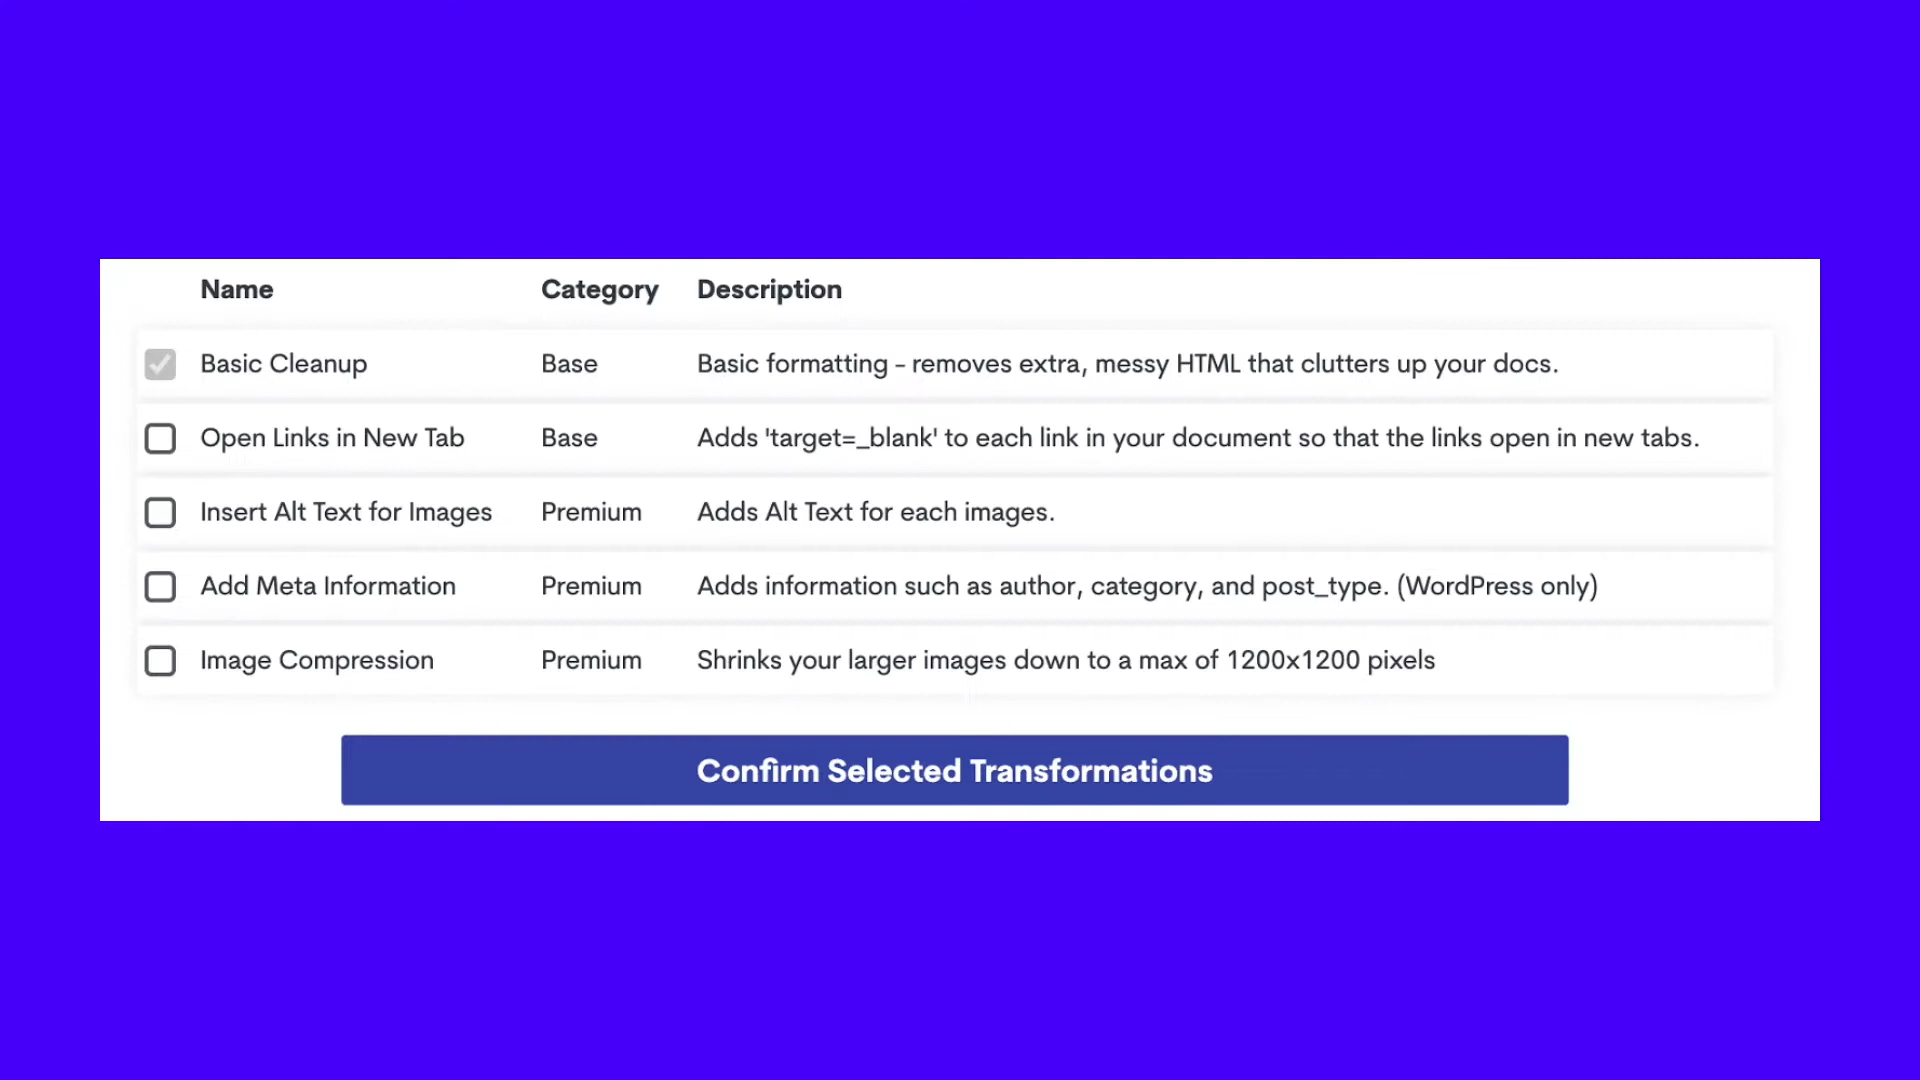 Name Category Description
Basic Cleanup Base Basic formatting - removes extra, messy HTML that clutters up your docs.
Open Links in New Tab Base Adds 'target=_blank' to each link in your document so that the links open in new tabs.
Insert Alt Text for Images Premium Adds Alt Text for each images.
Add Meta Information Premium Adds information such as author, category, and post_type. (WordPress only)
Image Compression Premium Shrinks your larger images down to a max of 1200x1200 pixels
Confirm Selected Transformations